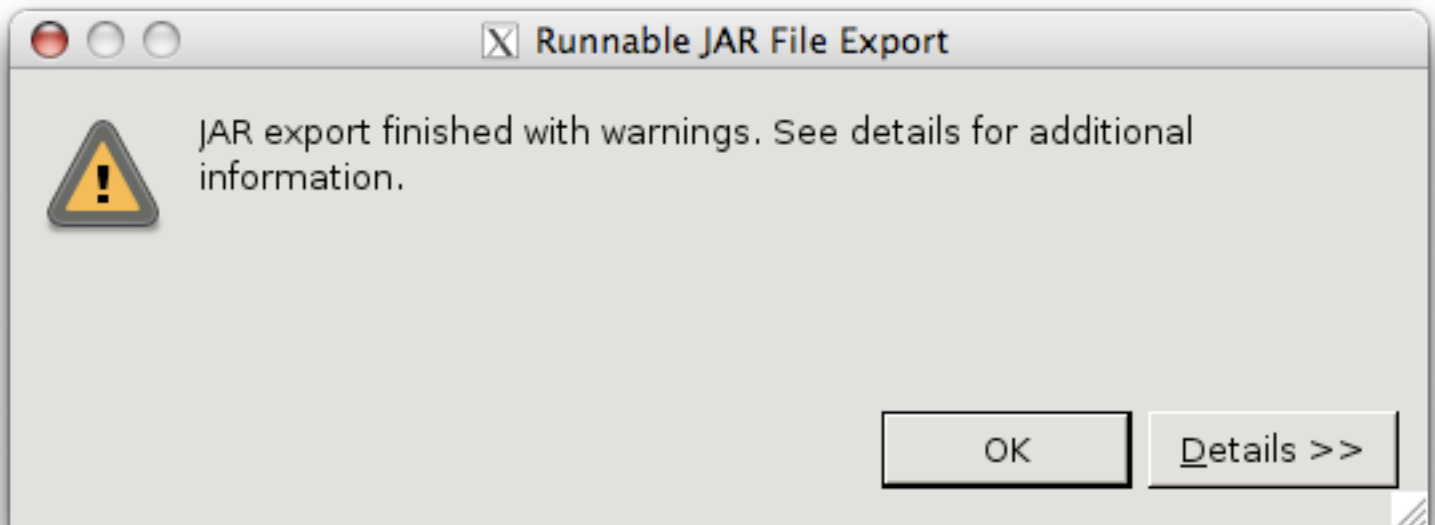 Runnable JAR File Export
JAR export finished with warnings. See details for additional
information.
OK
Details >>